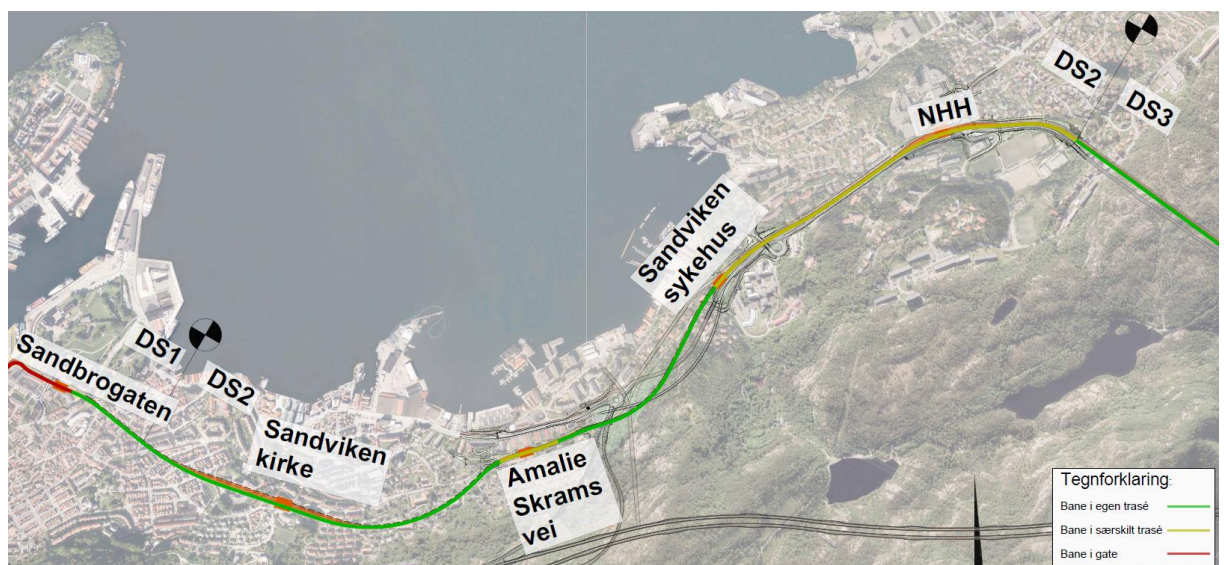 Sandbrogaten
DS1
DS2
Sandviken
kirke
Amalie
Skrams
vei
Sandviken
sykehus
NHH
DS2
DS3
Tegnforklaring:
Bane i egen trasé
Bane i særskilt trasé
Bane i gate